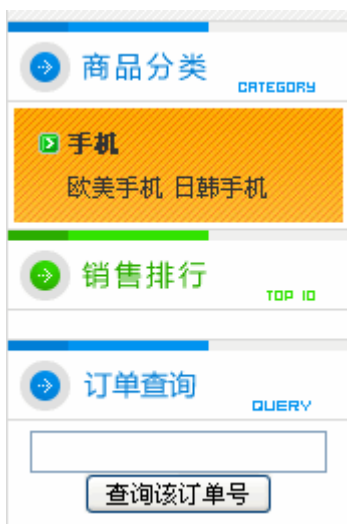 商品分类
CATEGORY
手机
欧美手机 日韩手机
销售排行
TOP 10
订单查询
QUERY
查询该订单号